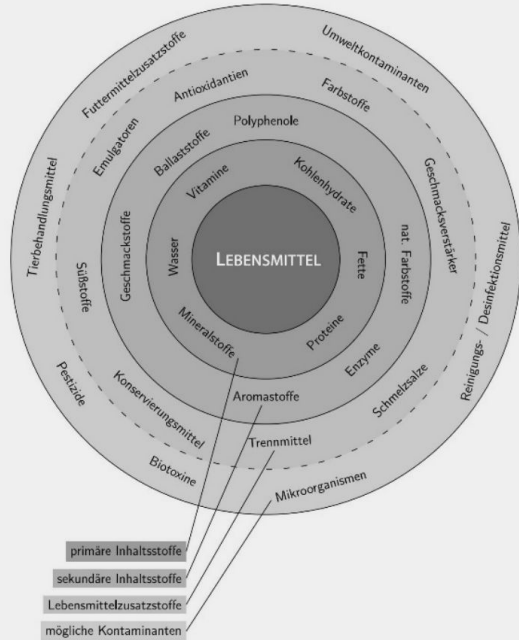 LEBENSMITTEL
Vitamine
Kohlenhydrate
Fette
Proteine
Mineralstoffe
Wasser
Ballaststoffe
Polyphenole
nat. Farbstoffe
Enzyme
Aromastoffe
Geschmackstoffe
Emulgatoren
Antioxidantien
Farbstoffe
Geschmacksverstärker
Schmelzsalze
Trennmittel
Konservierungsmittel
Süßstoffe
Tierbehandlungsmittel
Futtermittelzusatzstoffe
Umweltkontaminanten
Reinigungs- / Desinfektionsmittel
Mikroorganismen
Biotoxine
Pestizide
primäre Inhaltsstoffe
sekundäre Inhaltsstoffe
Lebensmittelzusatzstoffe
mögliche Kontaminanten